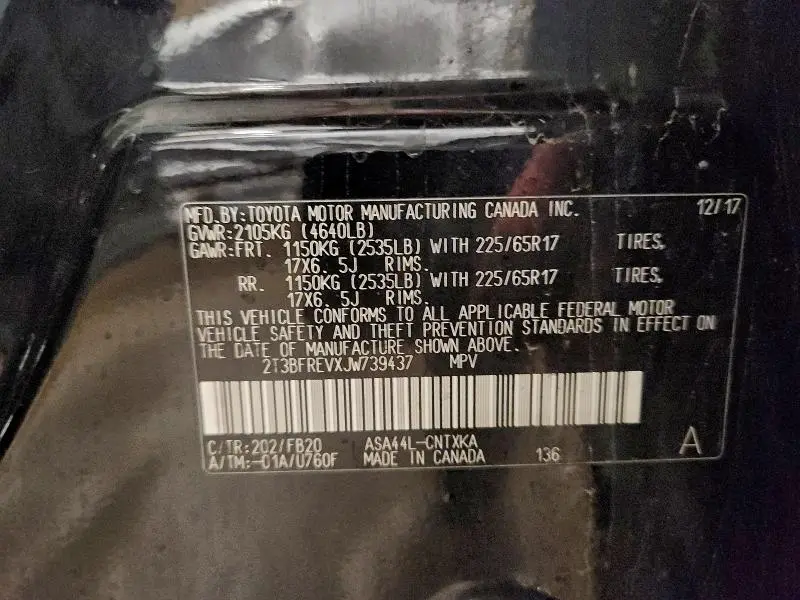 MFD. BY: TOYOTA MOTOR MANUFACTURING CANADA INC. 12/17
GVWR: 2105KG (4640LB)
GAWR: FRT. 1150KG (2535LB) WITH 225/65R17 TIRES,
17X6. 5J RIMS.
RR. 1150KG (2535LB) WITH 225/65R17 TIRES,
17X6. 5J RIMS.
THIS VEHICLE CONFORMS TO ALL APPLICABLE FEDERAL MOTOR
VEHICLE SAFETY AND THEFT PREVENTION STANDARDS IN EFFECT ON
THE DATE OF MANUFACTURE SHOWN ABOVE.
2T3BFREVXJW739437 MPV
C/TR: 202/FB20 ASA44L-CNTXKA
A/TM: -01A/U760F MADE IN CANADA 136 A